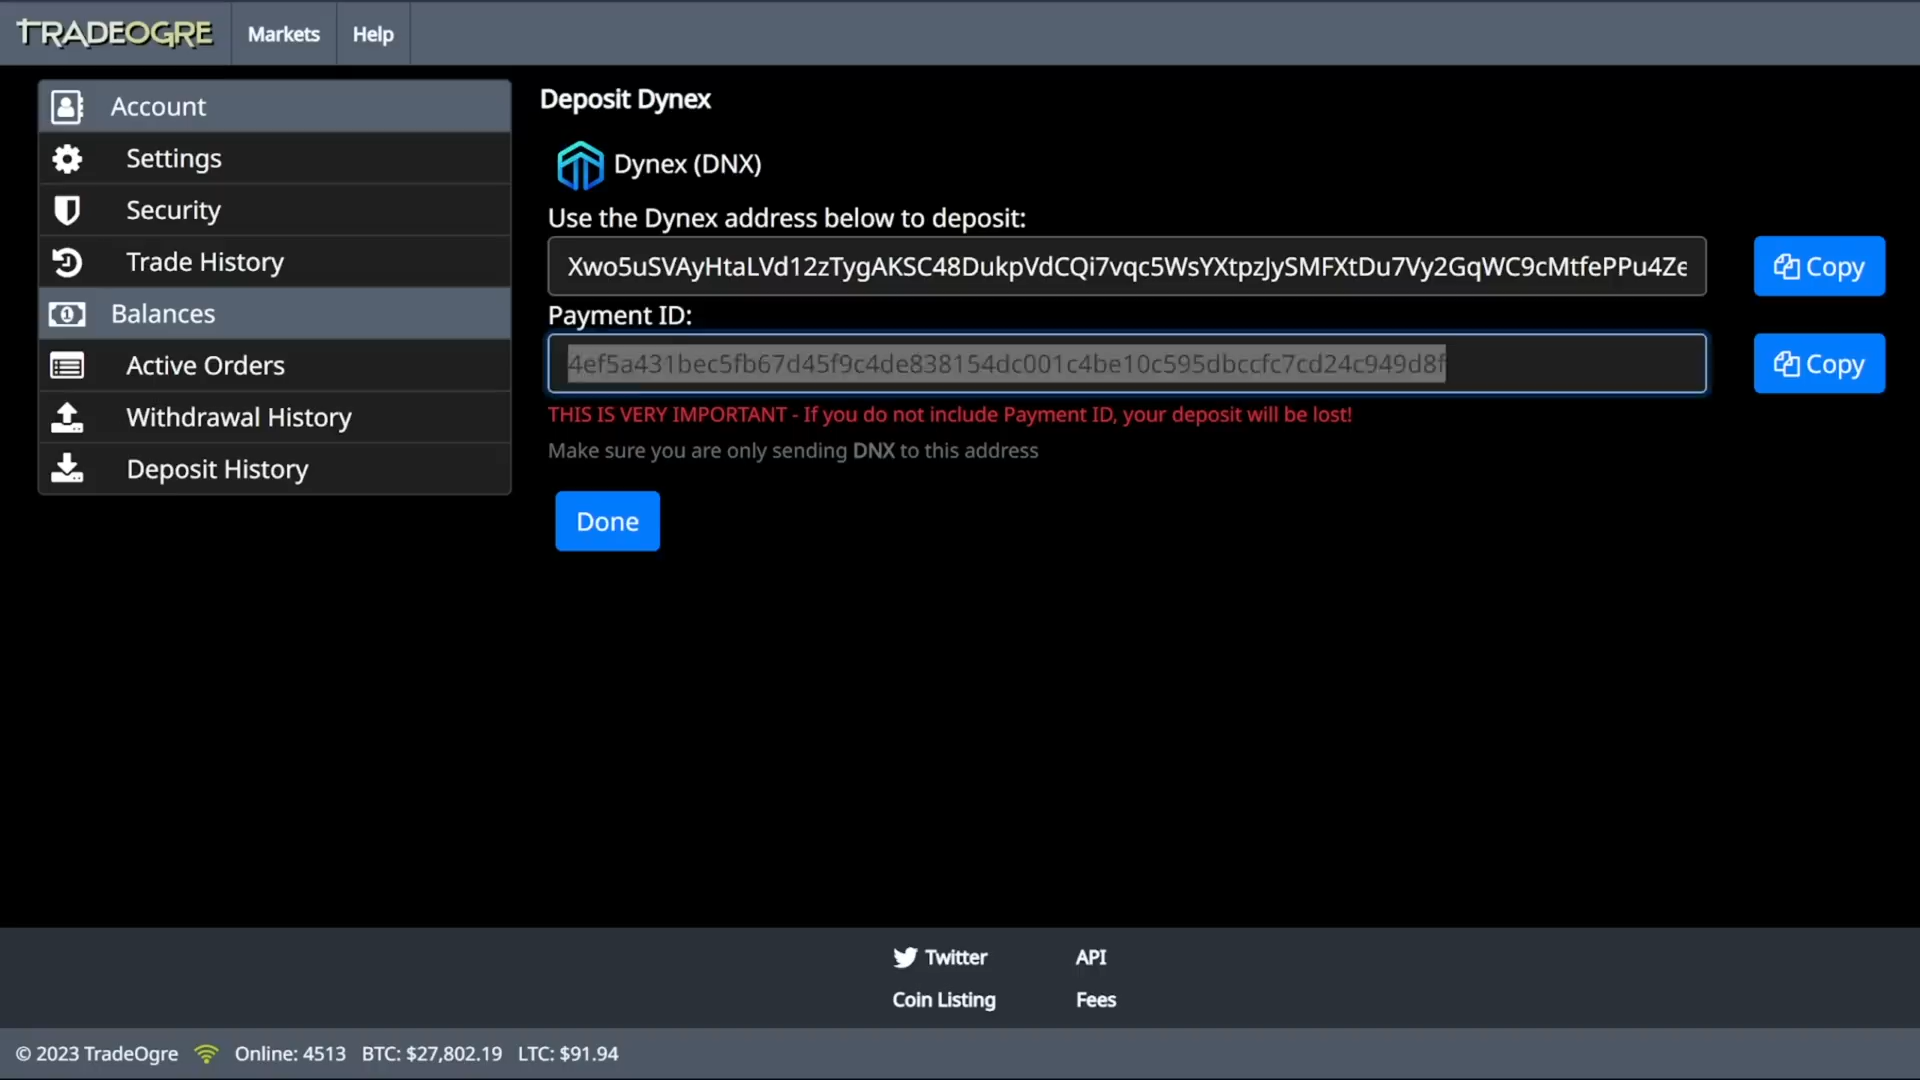 TRADEOGRE
Markets
Help
Account
Settings
Security
Trade History
Balances
Active Orders
Withdrawal History
Deposit History
Deposit Dynex
Dynex (DNX)
Use the Dynex address below to deposit:
Xwo5uSVAyHtaLVd12zTygAKSC48DukpVdCQi7vqc5WsYXtpzJySMFXtDu7Vy2GqWC9cMtfePPu4Ze
Copy
Payment ID:
4ef5a431bec5fb67d45f9c4de838154dc001c4be10c595dbccfc7cd24c949d8f
Copy
THIS IS VERY IMPORTANT - If you do not include Payment ID, your deposit will be lost!
Make sure you are only sending DNX to this address
Done
Twitter
API
Coin Listing
Fees
© 2023 TradeOgre Online: 4513 BTC: $27,802.19 LTC: $91.94